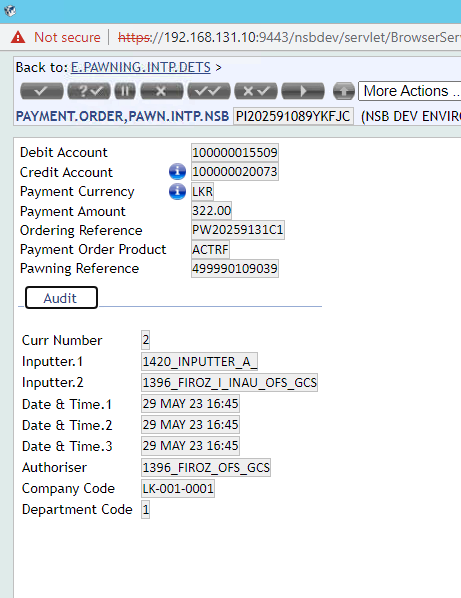 Not secure https://192.168.131.10:9443/nsbdev/servlet/BrowserServ
Back to: E.PAWNING.INTP.DETS >
More Actions ..
PAYMENT.ORDER,PAWN.INTP.NSB PI202591089YKFJC (NSB DEV ENVIRO
Debit Account 100000015509
Credit Account 100000020073
Payment Currency LKR
Payment Amount 322.00
Ordering Reference PW20259131C1
Payment Order Product ACTRF
Pawning Reference 499990109039
Audit
Curr Number 2
Inputter.1 1420_INPUTTER_A_
Inputter.2 1396_FIROZ_I_INAU_OFS_GCS
Date & Time.1 29 MAY 23 16:45
Date & Time.2 29 MAY 23 16:45
Date & Time.3 29 MAY 23 16:45
Authoriser 1396_FIROZ_OFS_GCS
Company Code LK-001-0001
Department Code 1